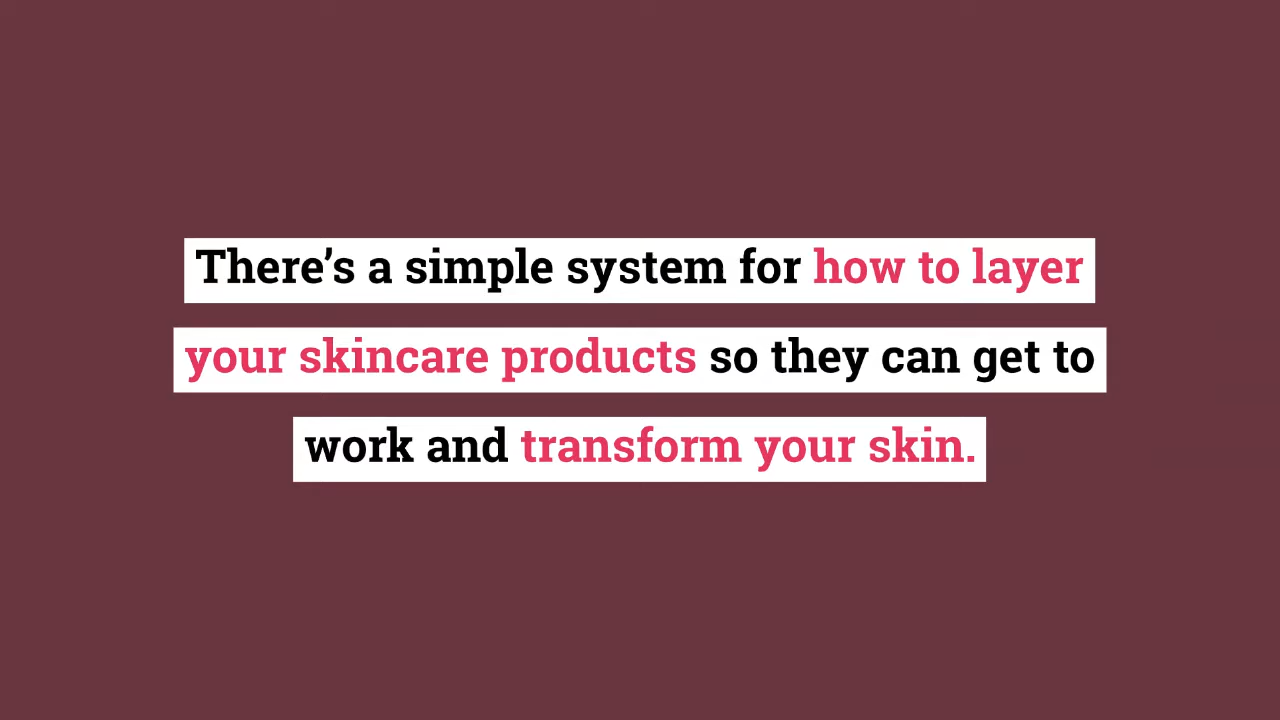 There’s a simple system for how to layer
your skincare products so they can get to
work and transform your skin.